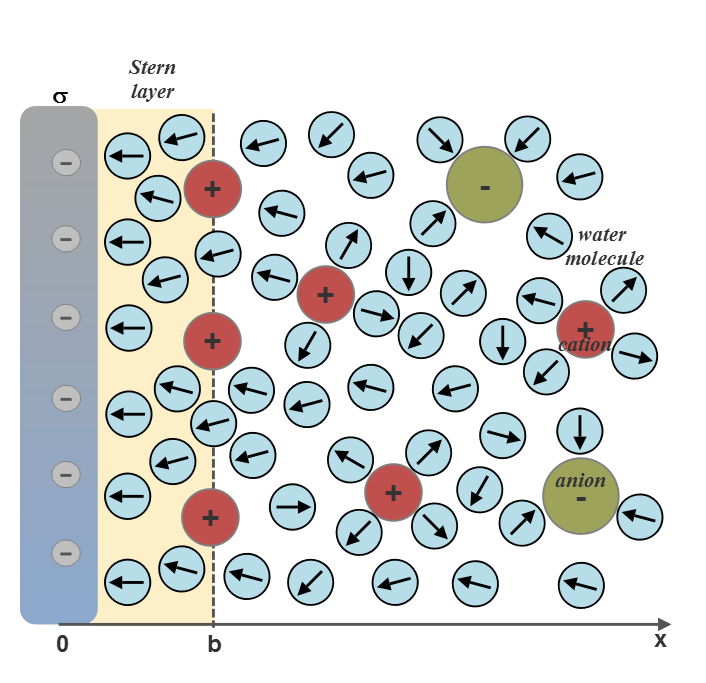 Stern
layer
σ
−
+
-
−
water
molecule
+
−
+
+
cation
−
−
anion
-
+
−
+
−
0
b
x